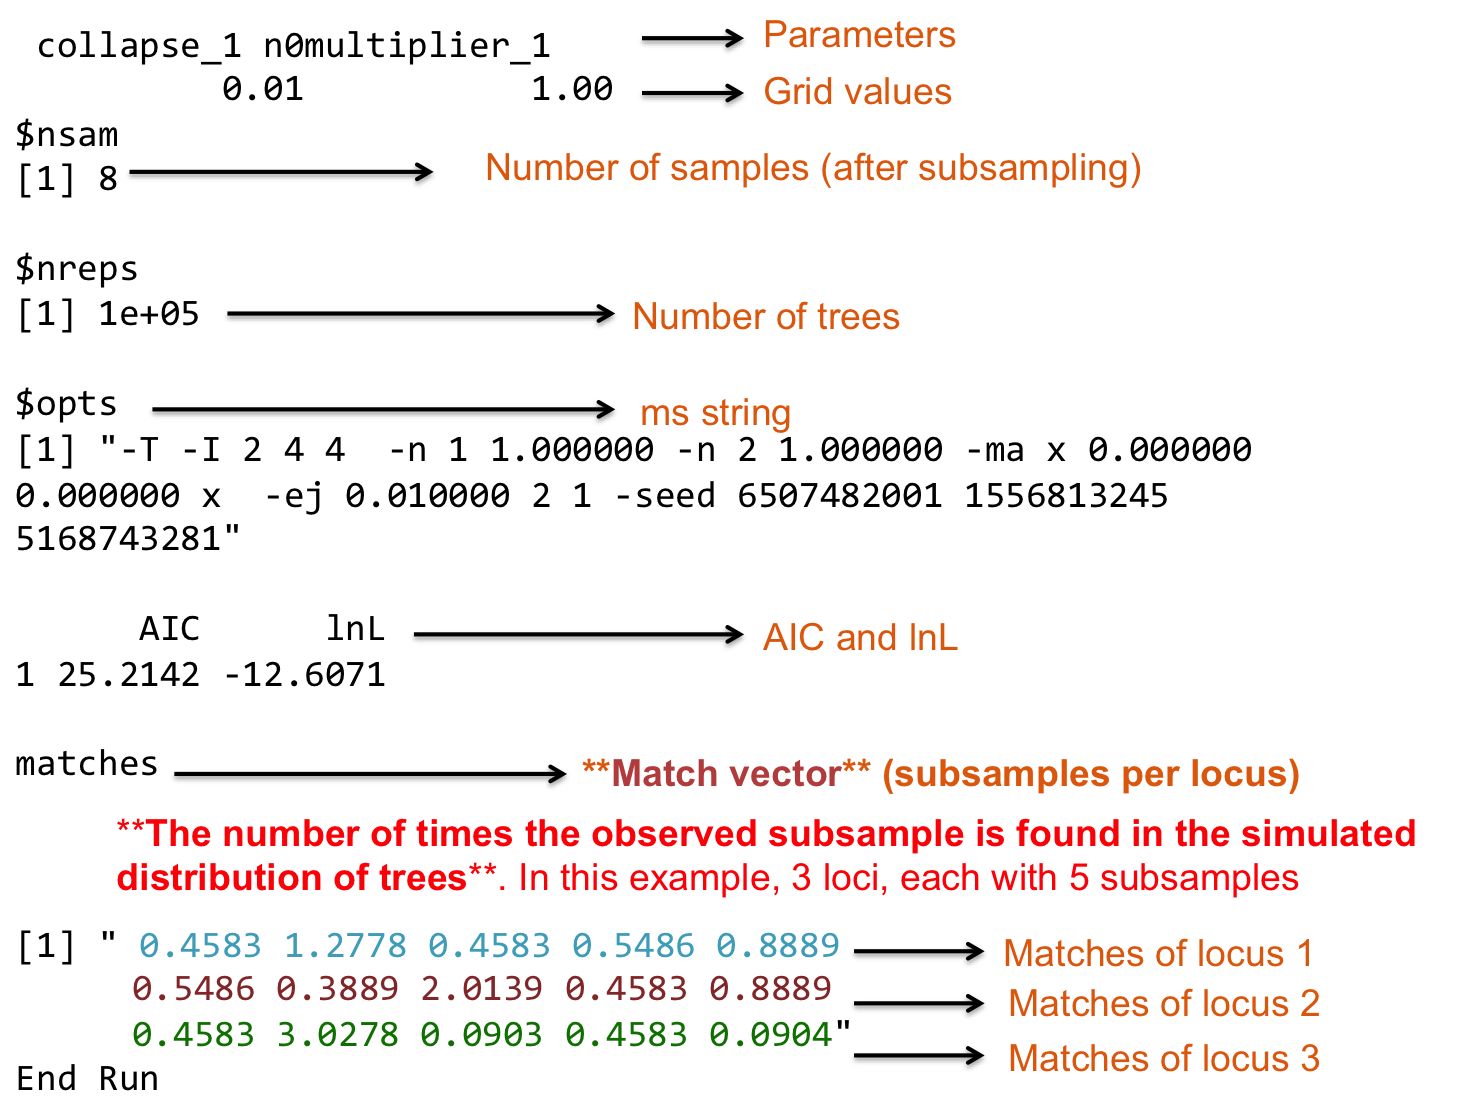 collapse_1 n0multiplier_1 Parameters
0.01 1.00 Grid values
$nsam
[1] 8 Number of samples (after subsampling)
$nreps
[1] 1e+05 Number of trees
$opts ms string
[1] "-T -I 2 4 4  -n 1 1.000000 -n 2 1.000000 -ma x 0.000000
0.000000 x  -ej 0.010000 2 1 -seed 6507482001 1556813245
5168743281"
AIC lnL AIC and lnL
1 25.2142 -12.6071
matches **Match vector** (subsamples per locus)
**The number of times the observed subsample is found in the simulated
distribution of trees**. In this example, 3 loci, each with 5 subsamples
[1] " 0.4583 1.2778 0.4583 0.5486 0.8889 Matches of locus 1
0.5486 0.3889 2.0139 0.4583 0.8889 Matches of locus 2
0.4583 3.0278 0.0903 0.4583 0.0904" Matches of locus 3
End Run